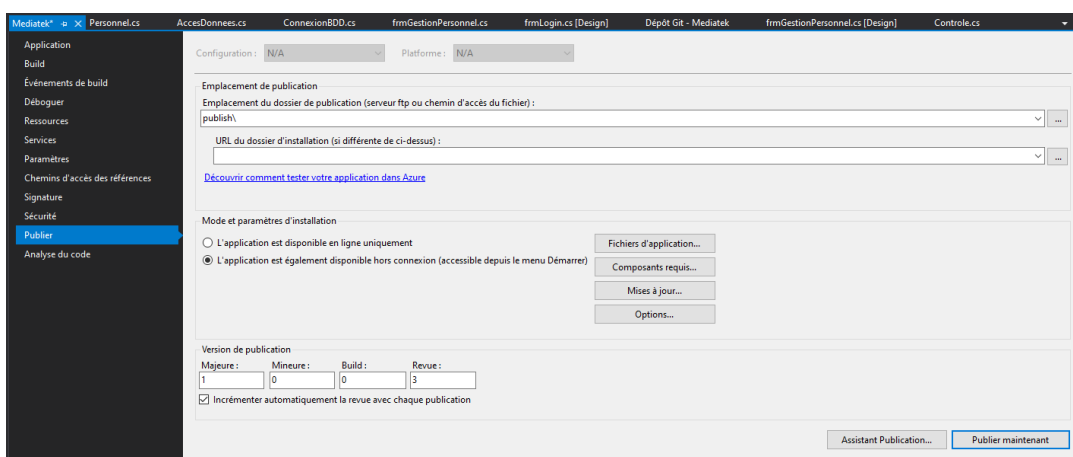 Mediatek* Personnel.cs AccesDonnees.cs ConnexionBDD.cs frmGestionPersonnel.cs frmLogin.cs [Design] Dépôt Git - Mediatek frmGestionPersonnel.cs [Design] Controle.cs
Application
Build
Événements de build
Déboguer
Ressources
Services
Paramètres
Chemins d'accès des références
Signature
Sécurité
Publier
Analyse du code
Configuration : N/A Platforme : N/A
Emplacement de publication
Emplacement du dossier de publication (serveur ftp ou chemin d'accès du fichier) :
publish\
...
URL du dossier d'installation (si différente de ci-dessus) :
...
Découvrir comment tester votre application dans Azure
Mode et paramètres d'installation
L'application est disponible en ligne uniquement
L'application est également disponible hors connexion (accessible depuis le menu Démarrer)
Fichiers d'application...
Composants requis...
Mises à jour...
Options...
Version de publication
Majeure : Mineure : Build : Revue :
1 0 0 3
Incrémenter automatiquement la revue avec chaque publication
Assistant Publication... Publier maintenant